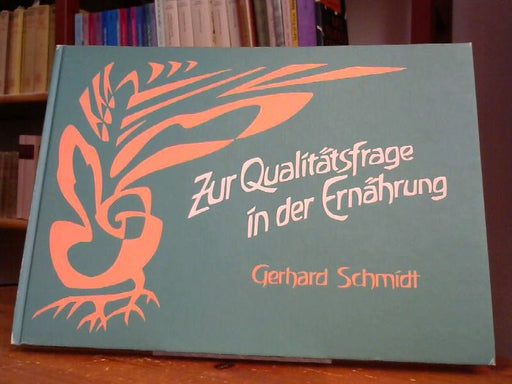 Zur Qualitätsfrage
in der Ernährung
Gerhard Schmidt